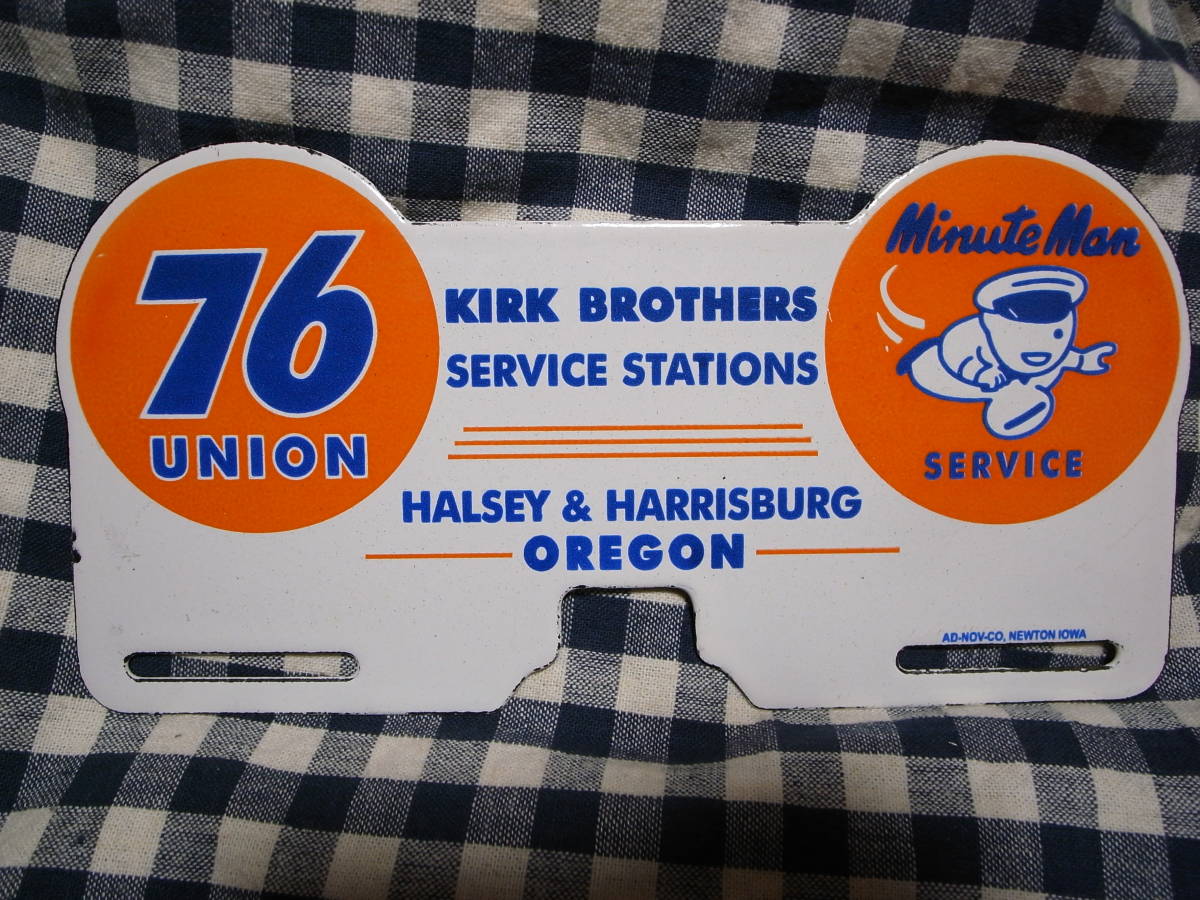 76
UNION
KIRK BROTHERS
SERVICE STATIONS
HALSEY & HARRISBURG
OREGON
Minute Man
SERVICE
AD-NOV-CO, NEWTON IOWA